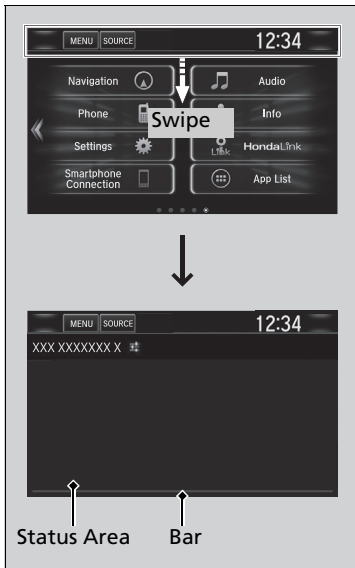 MENU SOURCE 12:34
Navigation Audio
Phone Info
Swipe
Settings Link HondaLink
Smartphone
Connection App List
MENU SOURCE 12:34
XXX XXXXXXX X
Status Area Bar